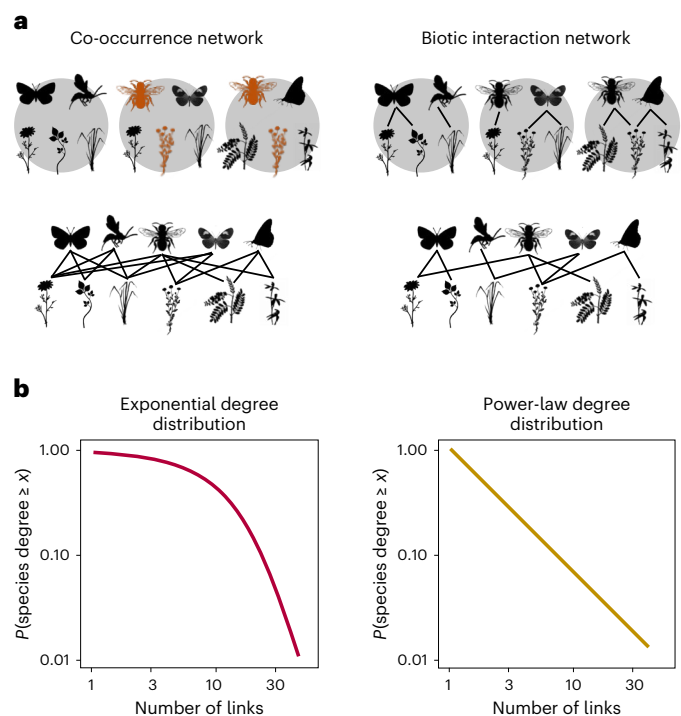 a
Co-occurrence network
Biotic interaction network
b
Exponential degree
distribution
P(species degree ≥ x)
1.00
0.10
0.01
1 3 10 30
Number of links
Power-law degree
distribution
P(species degree ≥ x)
1.00
0.10
0.01
1 3 10 30
Number of links